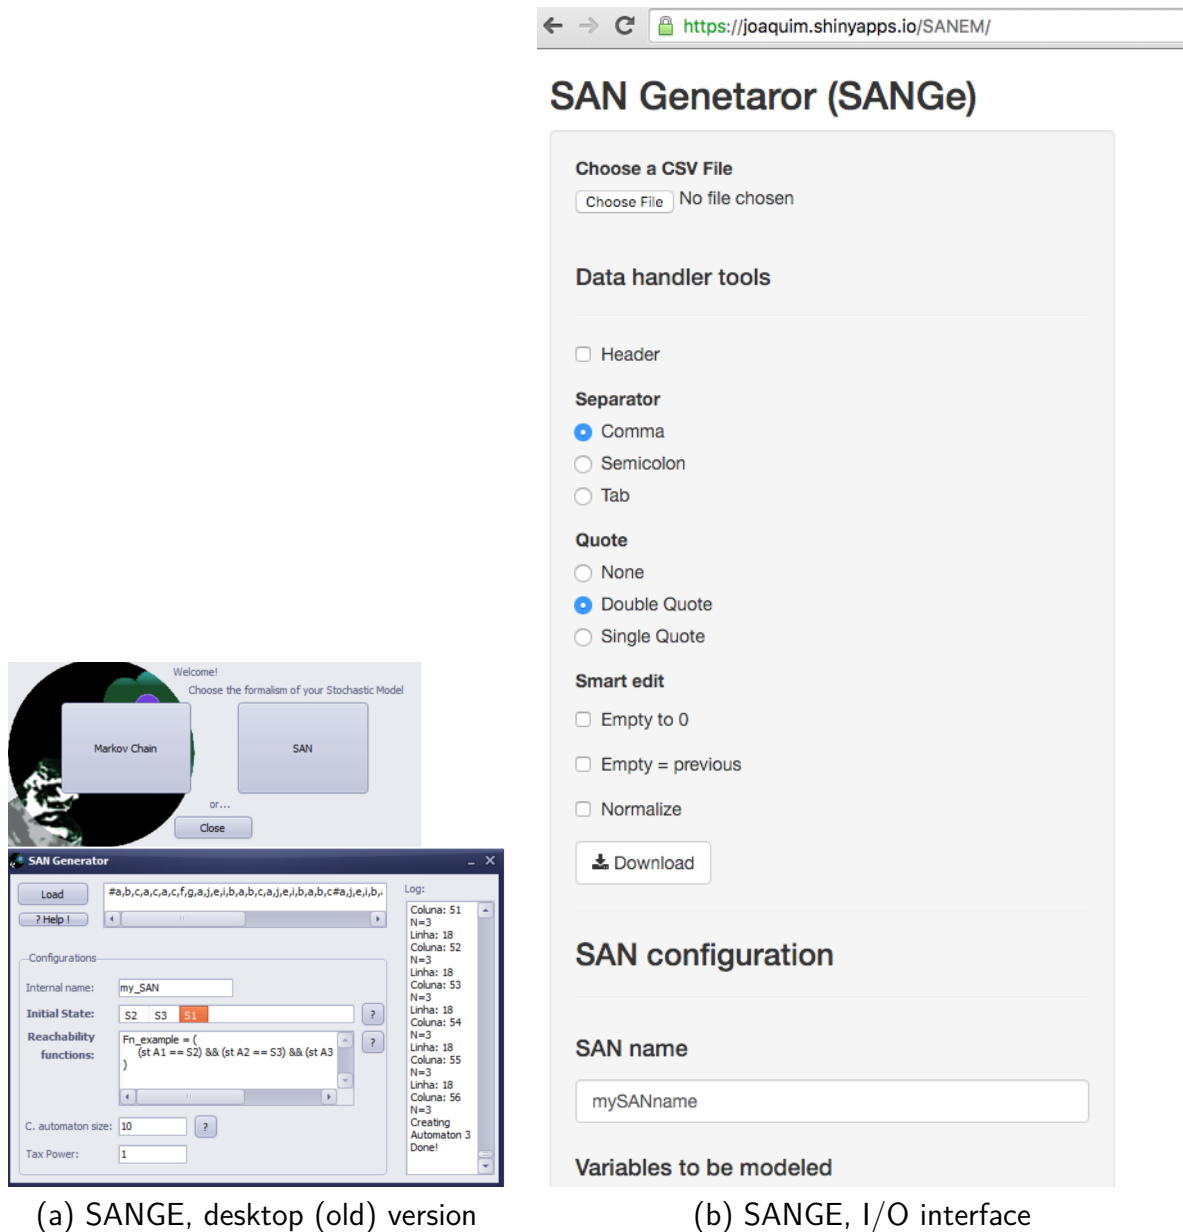 Welcome!
Choose the formalism of your Stochastic Model
Markov Chain
SAN
or...
Close
SAN Generator
Load
#a,b,c,a,c,a,c,f,g,a,j,e,i,b,a,b,c,a,j,e,i,b,a,b,c#a,j,e,i,b,
? Help !
Configurations
Internal name: my_SAN
Initial State: S2 S3 S1 ?
Reachability functions: ?
Fn_example = (
(st A1 == S2) && (st A2 == S3) && (st A3
)
C. automaton size: 10 ?
Tax Power: 1
Log:
Coluna: 51
N=3
Linha: 18
Coluna: 52
N=3
Linha: 18
Coluna: 53
N=3
Linha: 18
Coluna: 54
N=3
Linha: 18
Coluna: 55
N=3
Linha: 18
Coluna: 56
N=3
Creating
Automaton 3
Done!
(a) SANGE, desktop (old) version
https://joaquim.shinyapps.io/SANEM/
SAN Genetaror (SANGe)
Choose a CSV File
Choose File No file chosen
Data handler tools
Header
Separator
Comma
Semicolon
Tab
Quote
None
Double Quote
Single Quote
Smart edit
Empty to 0
Empty = previous
Normalize
Download
SAN configuration
SAN name
mySANname
Variables to be modeled
(b) SANGE, I/O interface